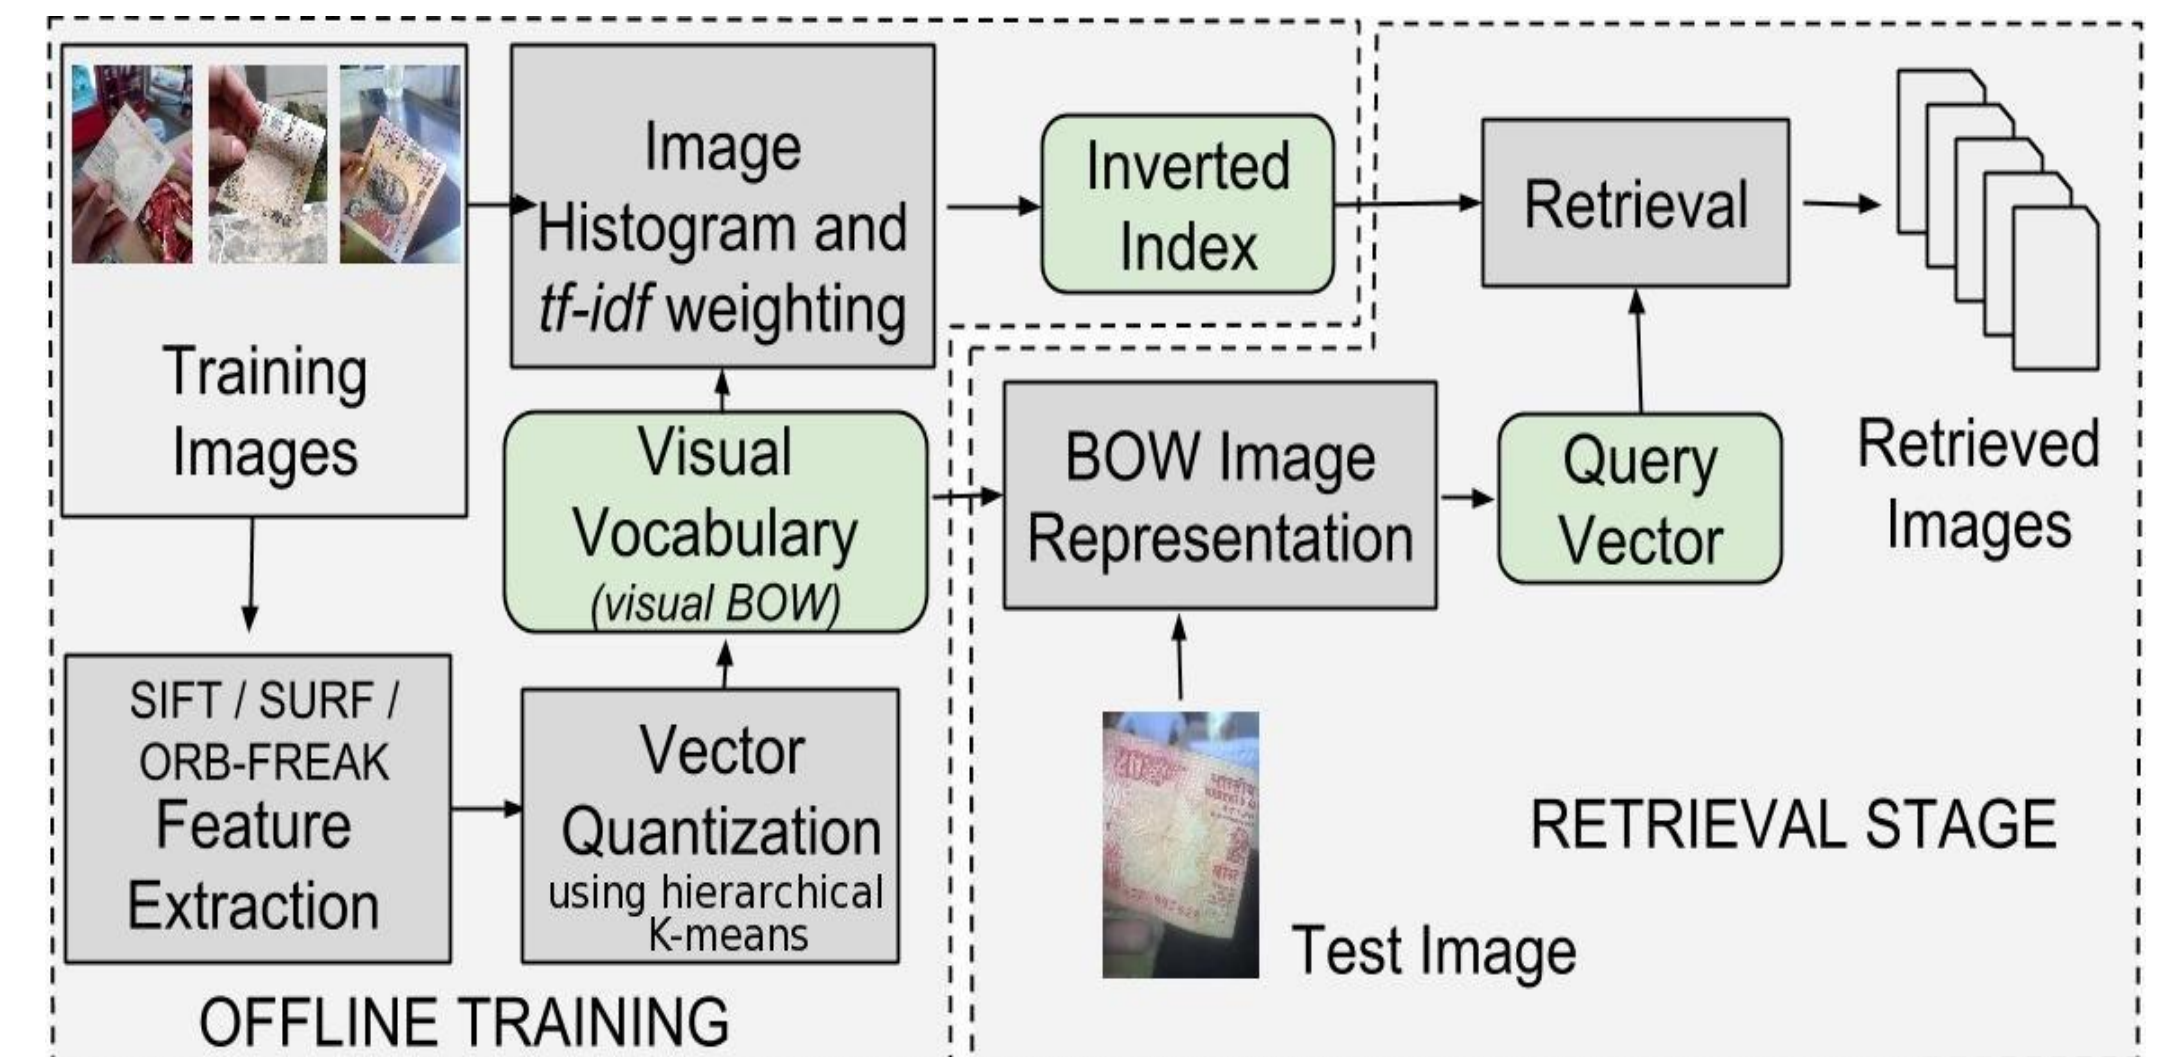 Training
Images
Image
Histogram and
tf-idf weighting
Inverted
Index
Retrieval
Retrieved
Images
Visual
Vocabulary
(visual BOW)
BOW Image
Representation
Query
Vector
SIFT / SURF /
ORB-FREAK
Feature
Extraction
Vector
Quantization
using hierarchical
K-means
Test Image
RETRIEVAL STAGE
OFFLINE TRAINING